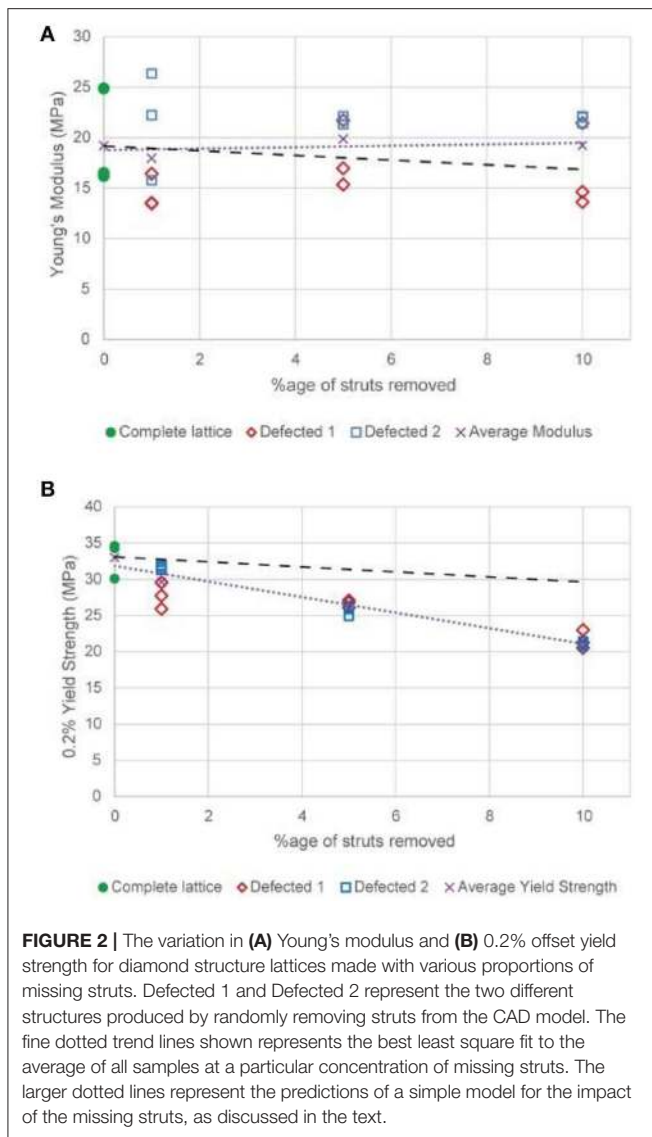 A
30
25
20
15
10
5
0
Young's Modulus (MPa)
0 2 4 6 8 10
%age of struts removed
Complete lattice Defected 1 Defected 2 Average Modulus
B
40
35
30
25
20
15
10
5
0
0.2% Yield Strength (MPa)
0 2 4 6 8 10
%age of struts removed
Complete lattice Defected 1 Defected 2 Average Yield Strength
FIGURE 2 | The variation in (A) Young's modulus and (B) 0.2% offset yield
strength for diamond structure lattices made with various proportions of
missing struts. Defected 1 and Defected 2 represent the two different
structures produced by randomly removing struts from the CAD model. The
fine dotted trend lines shown represents the best least square fit to the
average of all samples at a particular concentration of missing struts. The
larger dotted lines represent the predictions of a simple model for the impact
of the missing struts, as discussed in the text.